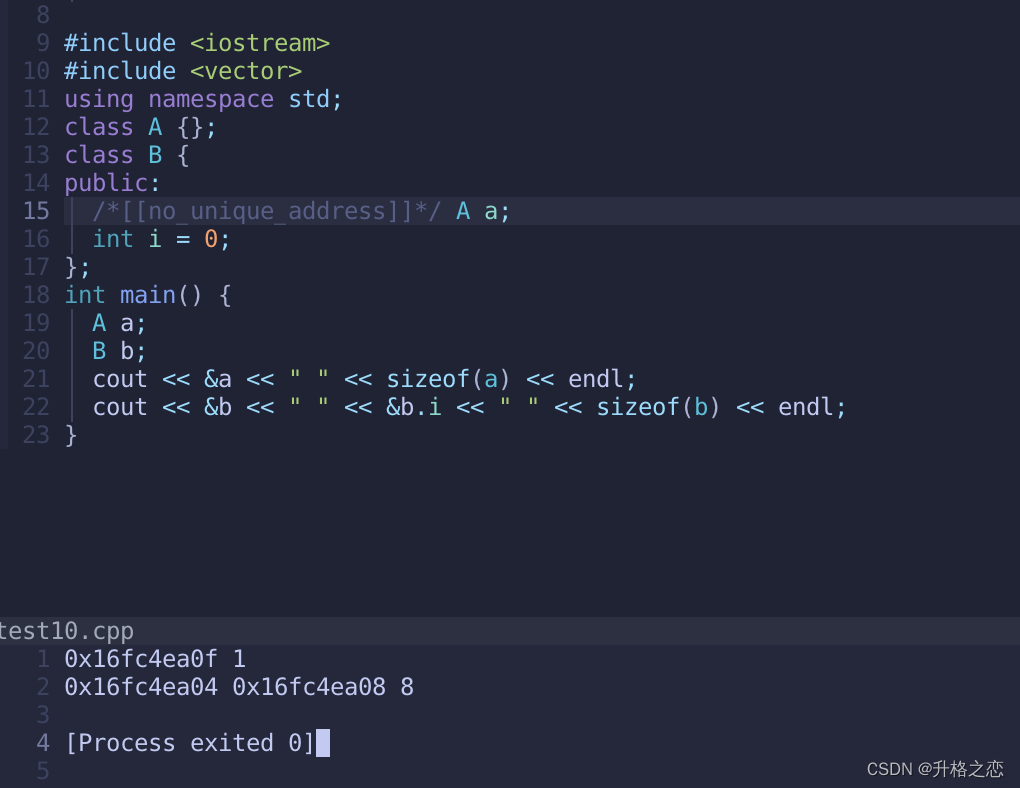 8
9 #include <iostream>
10 #include <vector>
11 using namespace std;
12 class A {};
13 class B {
14 public:
15   /*[[no_unique_address]]*/ A a;
16   int i = 0;
17 };
18 int main() {
19   A a;
20   B b;
21   cout << &a << " " << sizeof(a) << endl;
22   cout << &b << " " << &b.i << " " << sizeof(b) << endl;
23 }
test10.cpp
1 0x16fc4ea0f 1
2 0x16fc4ea04 0x16fc4ea08 8
3
4 [Process exited 0]
5
CSDN @升格之恋